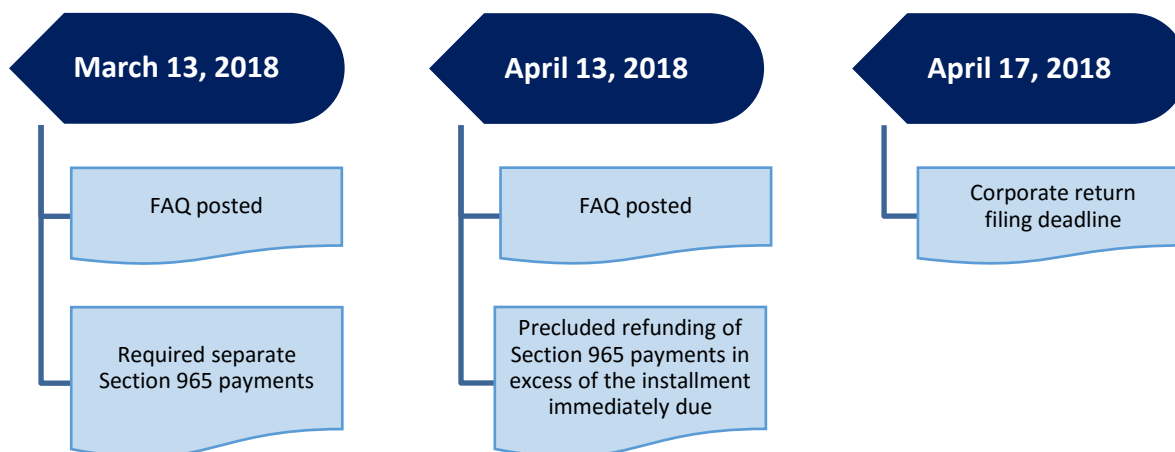 March 13, 2018
FAQ posted
Required separate
Section 965 payments
April 13, 2018
FAQ posted
Precluded refunding of
Section 965 payments in
excess of the installment
immediately due
April 17, 2018
Corporate return
filing deadline